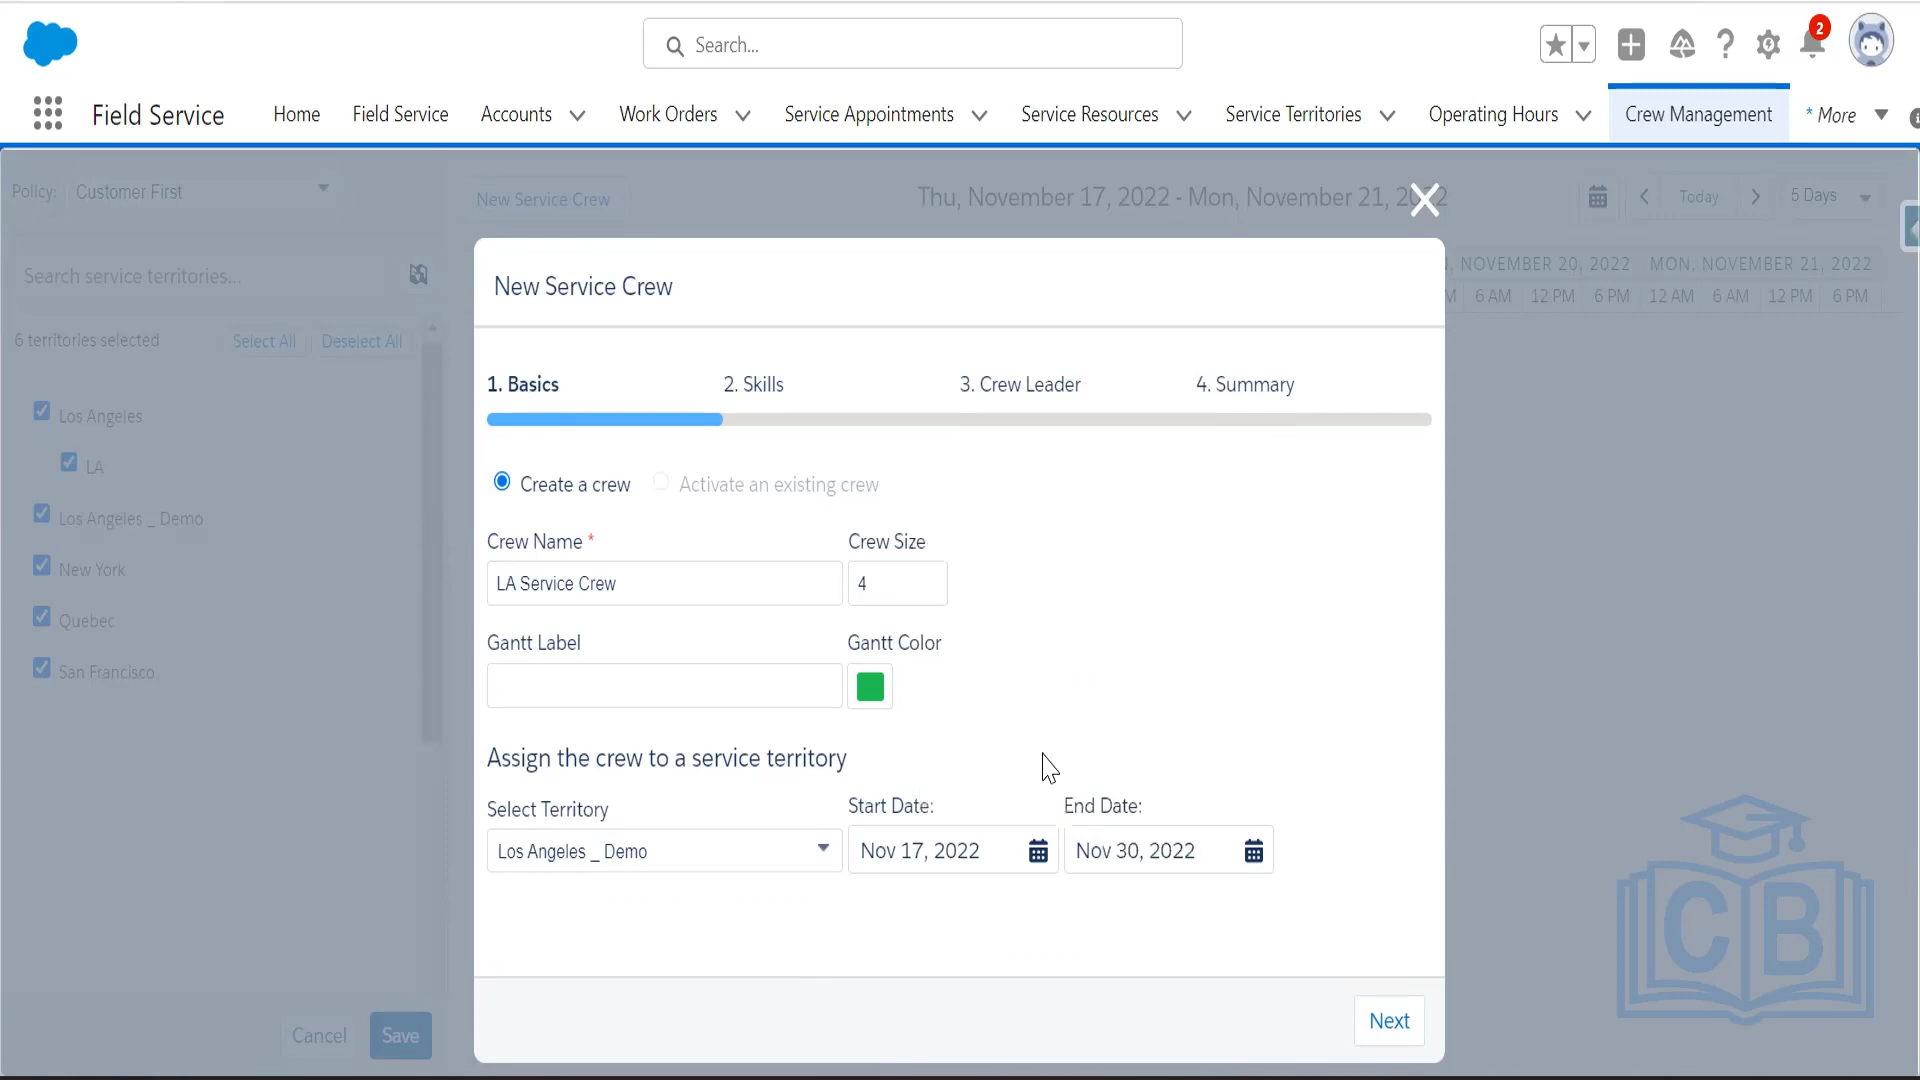 Search...
2
Field Service
Home
Field Service
Accounts
Work Orders
Service Appointments
Service Resources
Service Territories
Operating Hours
Crew Management
* More
Policy:
Customer First
New Service Crew
Thu, November 17, 2022 - Mon, November 21, 2022
Today
5 Days
Search service territories...
6 territories selected
Select All
Deselect All
Los Angeles
LA
Los Angeles _ Demo
New York
Quebec
San Francisco
Cancel
Save
NOVEMBER 20, 2022
MON, NOVEMBER 21, 2022
6 AM 12 PM 6 PM 12 AM 6 AM 12 PM 6 PM
New Service Crew
1. Basics
2. Skills
3. Crew Leader
4. Summary
Create a crew
Activate an existing crew
Crew Name *
Crew Size
LA Service Crew
4
Gantt Label
Gantt Color
Assign the crew to a service territory
Select Territory
Start Date:
End Date:
Los Angeles _ Demo
Nov 17, 2022
Nov 30, 2022
Next
CB